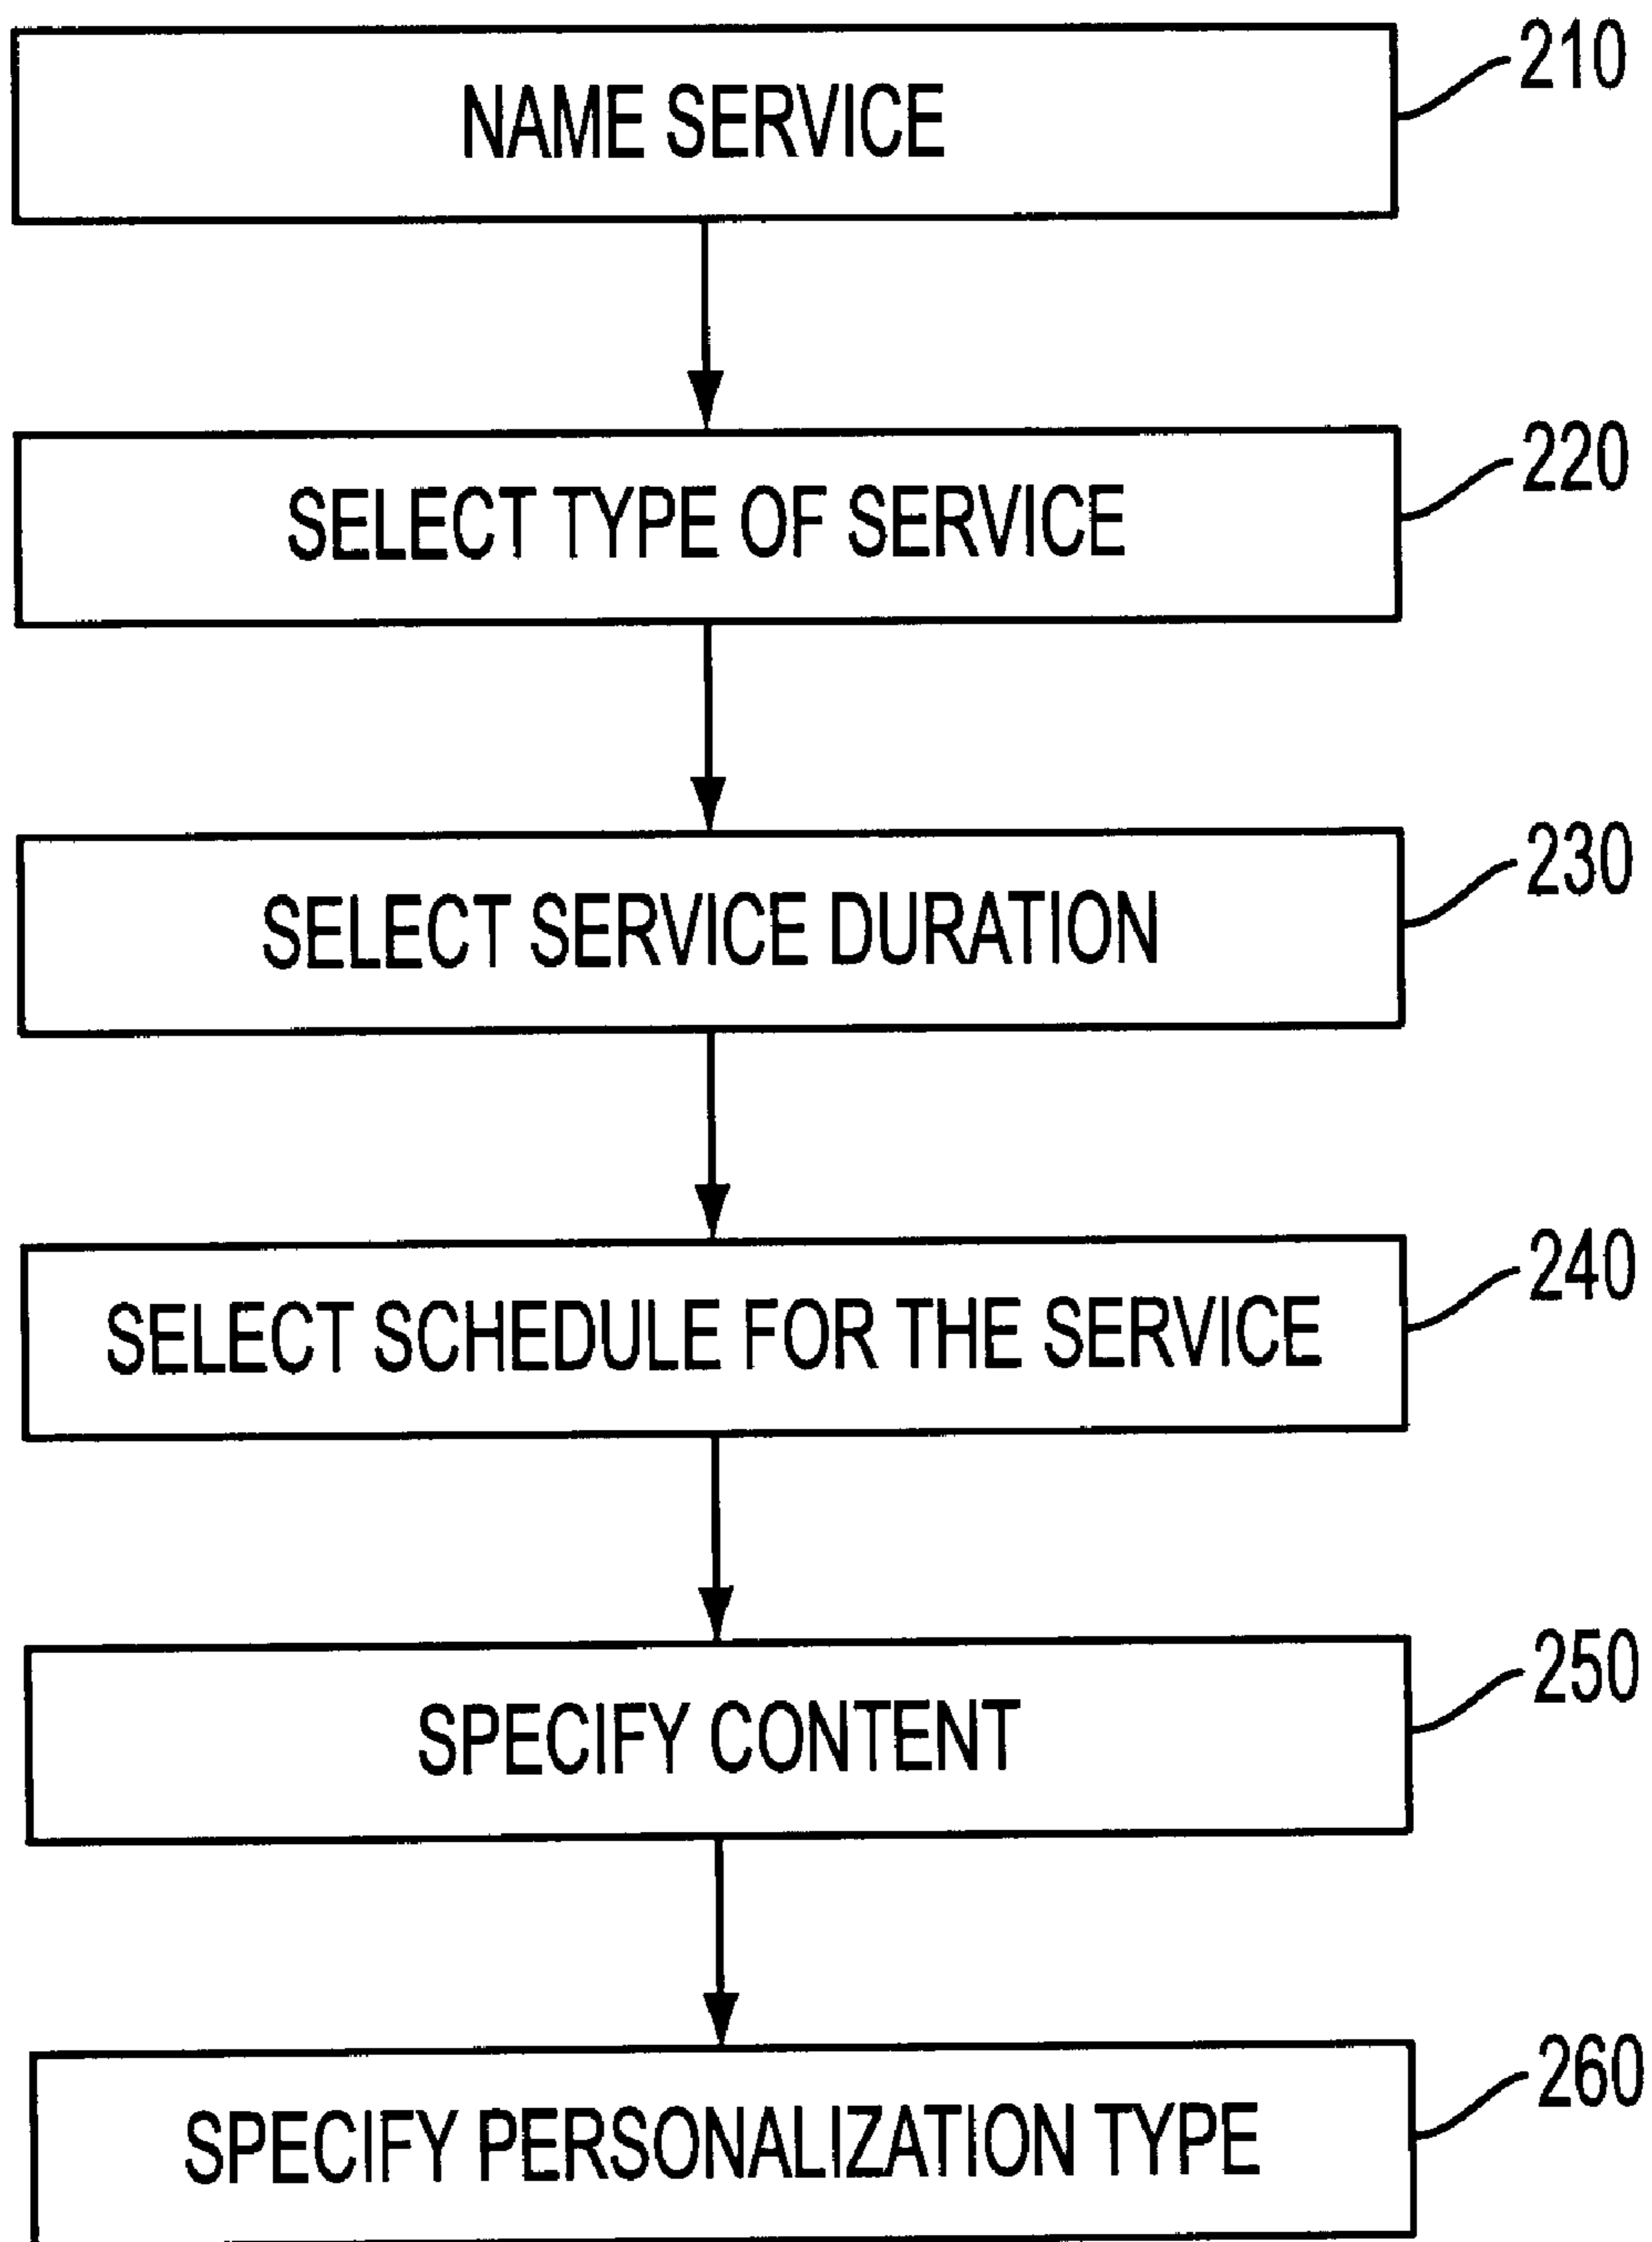 NAME SERVICE 210
SELECT TYPE OF SERVICE 220
SELECT SERVICE DURATION 230
SELECT SCHEDULE FOR THE SERVICE 240
SPECIFY CONTENT 250
SPECIFY PERSONALIZATION TYPE 260